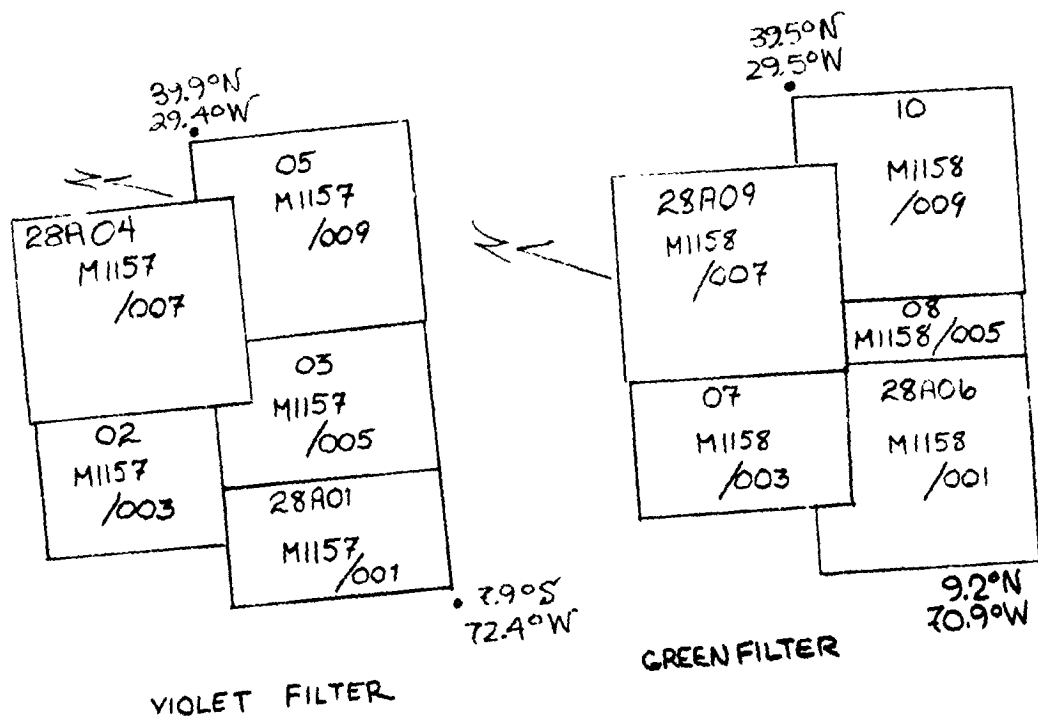 39.9°N
29.4°W
05
M1157
/009
28A04
M1157
/007
03
M1157
/005
02
M1157
/003
28A01
M1157
/001
7.9°S
72.4°W
VIOLET FILTER
39.5°N
29.5°W
10
M1158
/009
28A09
M1158
/007
08
M1158/005
07
M1158
/003
28A06
M1158
/001
9.2°N
70.9°W
GREEN FILTER